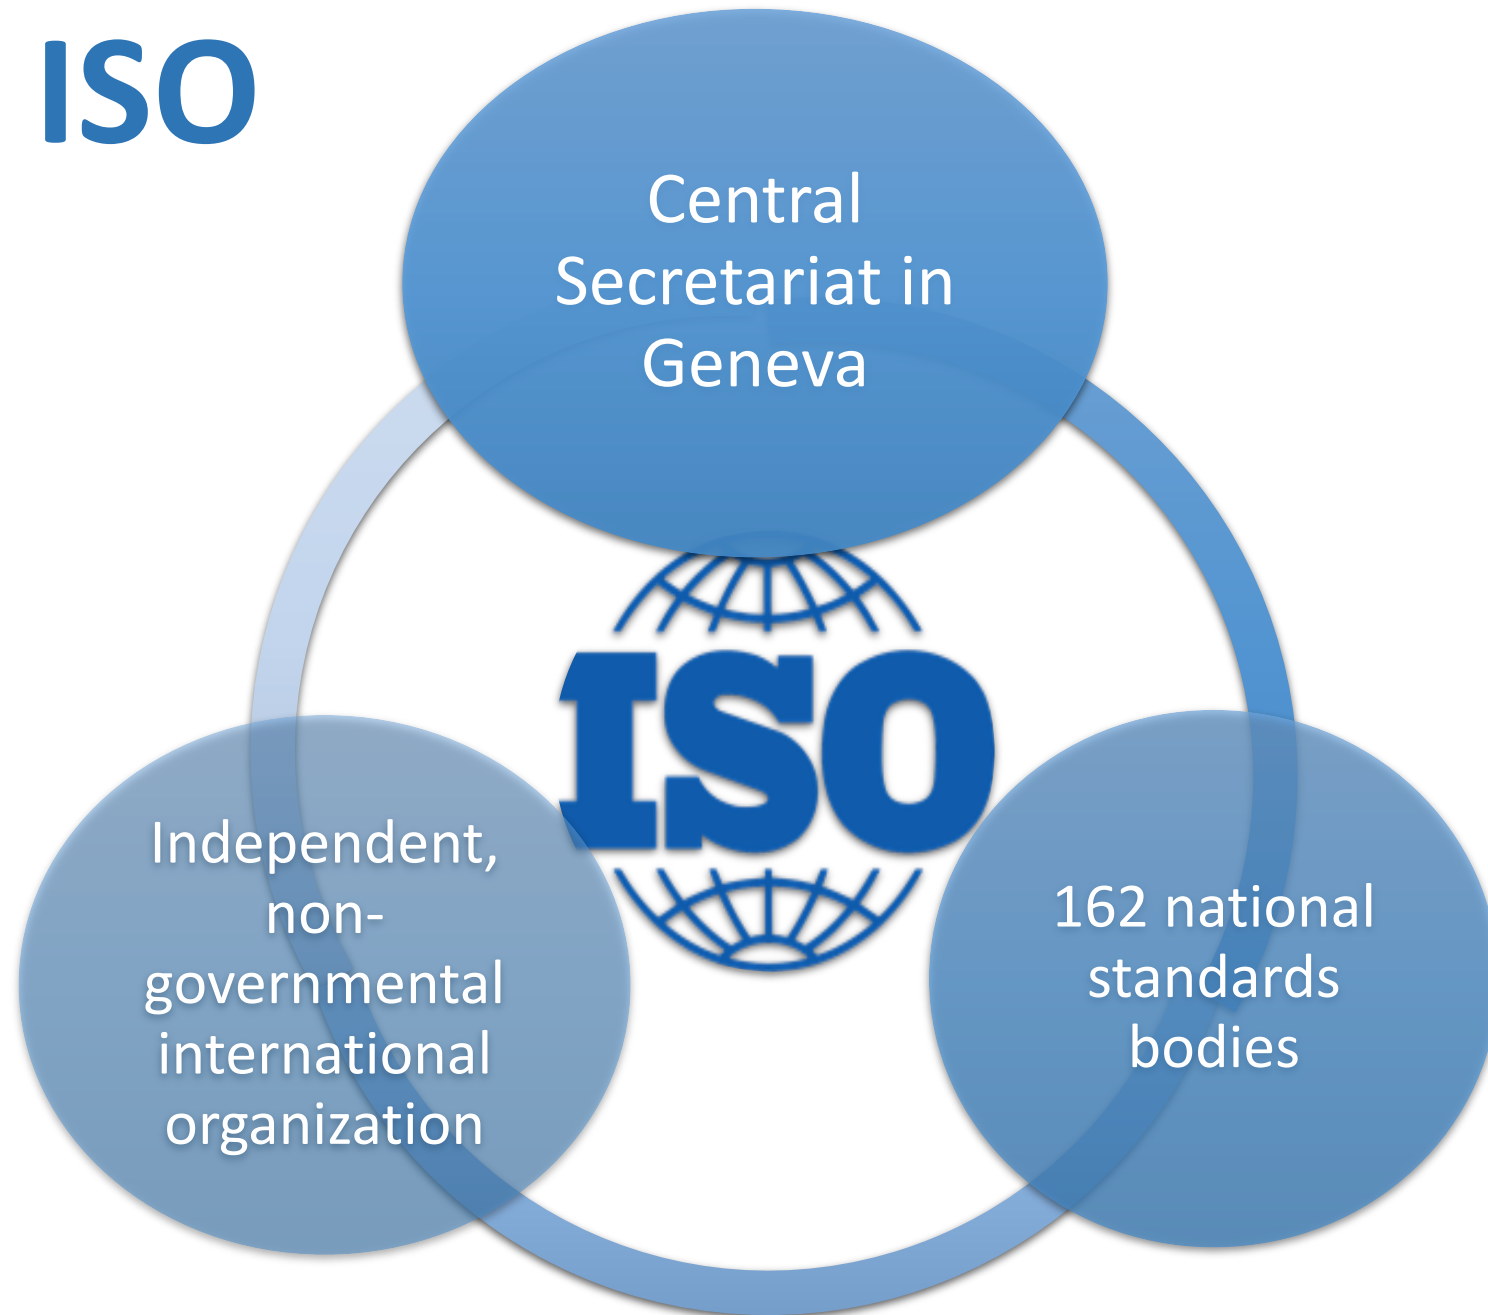 ISO
Central
Secretariat in
Geneva
ISO
Independent,
non-
governmental
international
organization
162 national
standards
bodies